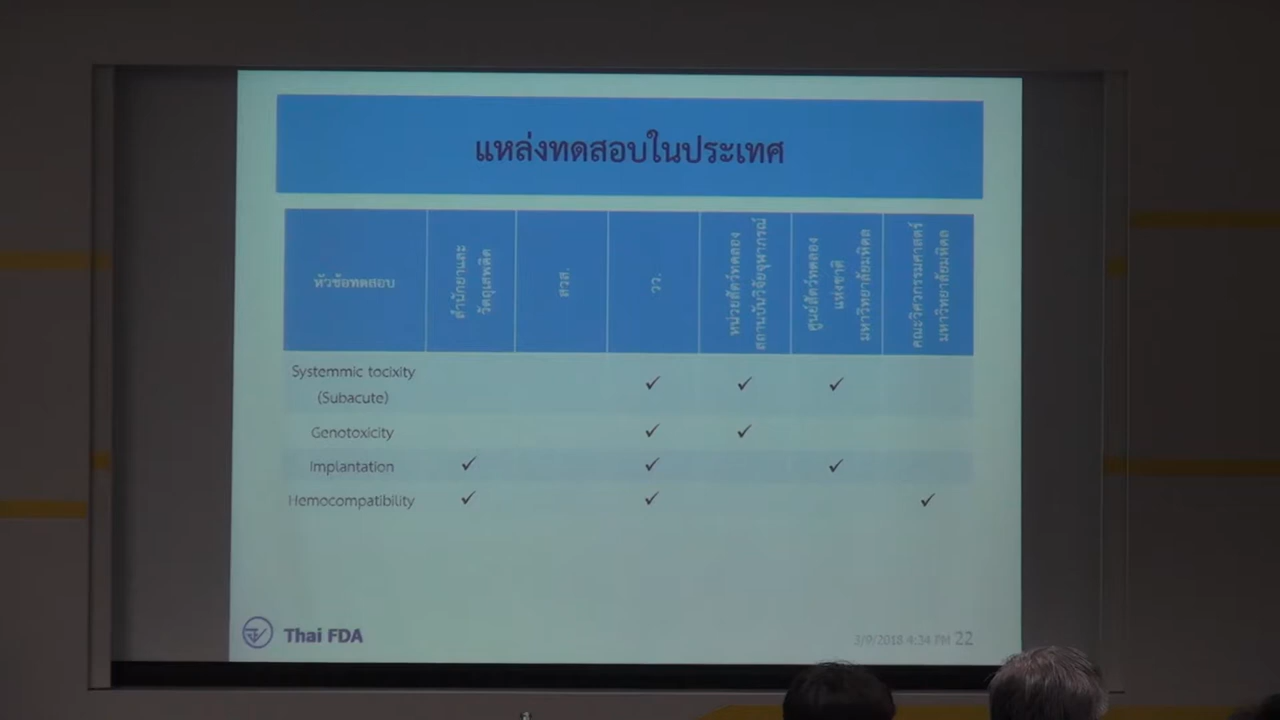 แหล่งทดสอบในประเทศ
หัวข้อทดสอบ
สำนักยาและ
วัตถุเสพติด
สวส.
วว.
หน่วยสัตว์ทดลอง
สถาบันวิจัยจุฬาภรณ์
ศูนย์สัตว์ทดลอง
แห่งชาติ
มหาวิทยาลัยมหิดล
คณะวิศวกรรมศาสตร์
มหาวิทยาลัยมหิดล
Systemmic tocixity
(Subacute)
✓ ✓ ✓
Genotoxicity ✓ ✓
Implantation ✓ ✓ ✓
Hemocompatibility ✓ ✓ ✓
Thai FDA
3/9/2018 4:34 PM 22